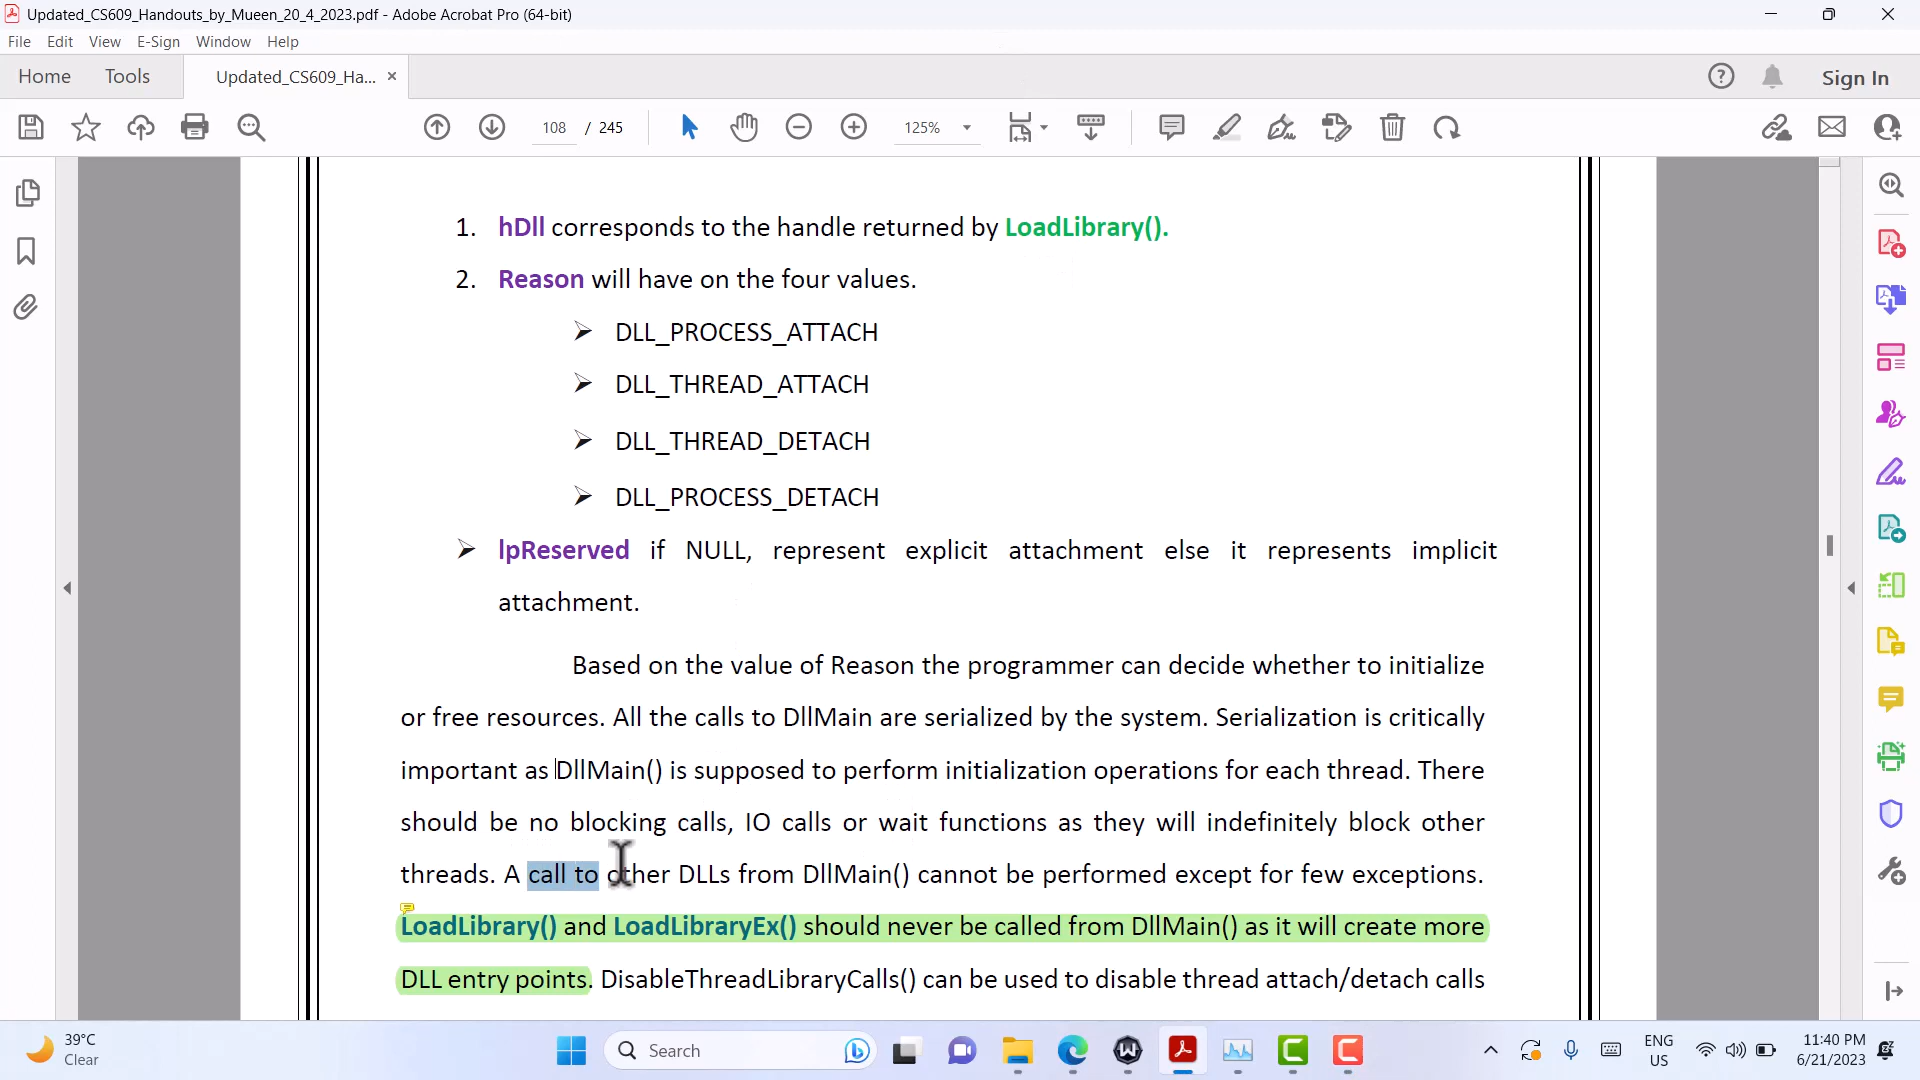 Updated_CS609_Handouts_by_Mueen_20_4_2023.pdf - Adobe Acrobat Pro (64-bit)
File Edit View E-Sign Window Help
Home Tools Updated_CS609_Ha... × Sign In
108 / 245 125%
1. hDll corresponds to the handle returned by LoadLibrary().
2. Reason will have on the four values.
➢ DLL_PROCESS_ATTACH
➢ DLL_THREAD_ATTACH
➢ DLL_THREAD_DETACH
➢ DLL_PROCESS_DETACH
➢ lpReserved if NULL, represent explicit attachment else it represents implicit
attachment.
Based on the value of Reason the programmer can decide whether to initialize
or free resources. All the calls to DllMain are serialized by the system. Serialization is critically
important as DllMain() is supposed to perform initialization operations for each thread. There
should be no blocking calls, IO calls or wait functions as they will indefinitely block other
threads. A call to other DLLs from DllMain() cannot be performed except for few exceptions.
LoadLibrary() and LoadLibraryEx() should never be called from DllMain() as it will create more
DLL entry points. DisableThreadLibraryCalls() can be used to disable thread attach/detach calls
39°C
Clear
Search
ENG
US
11:40 PM
6/21/2023